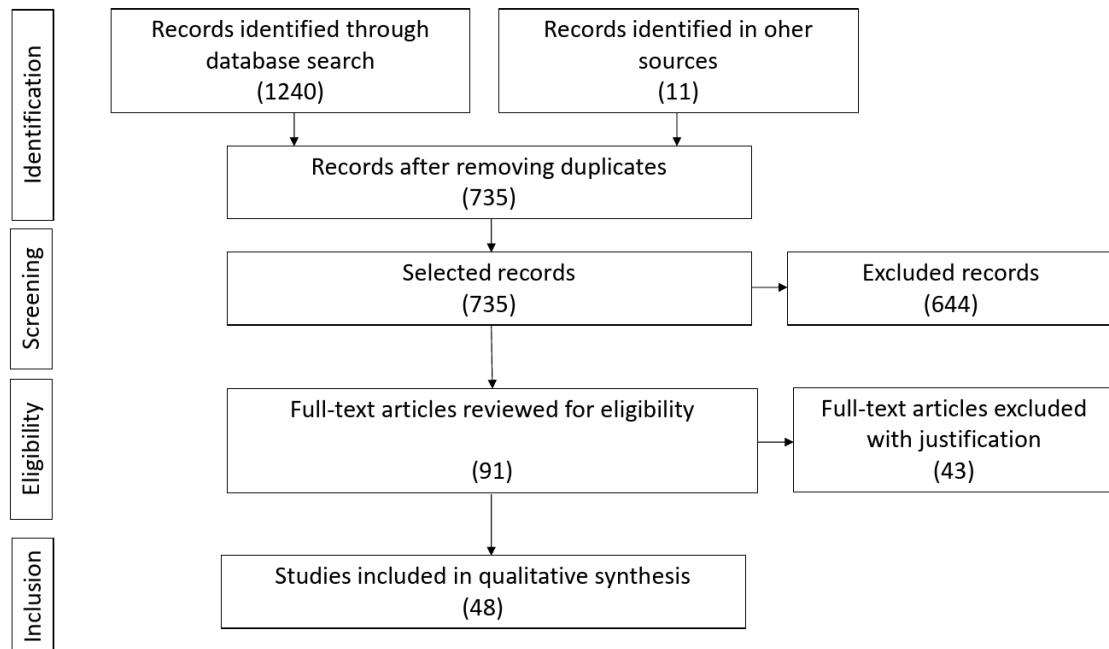 Identification
Records identified through
database search
(1240)
Records identified in oher
sources
(11)
Records after removing duplicates
(735)
Screening
Selected records
(735)
Excluded records
(644)
Eligibility
Full-text articles reviewed for eligibility
(91)
Full-text articles excluded
with justification
(43)
Inclusion
Studies included in qualitative synthesis
(48)